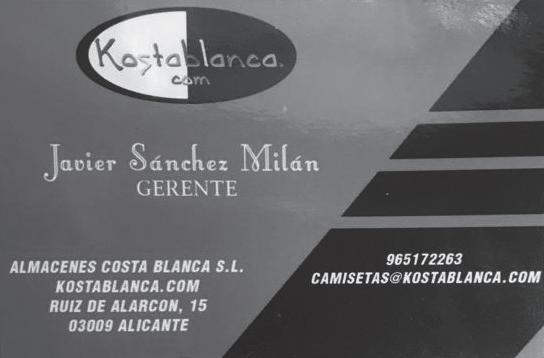 Kostablanca.
com
Javier Sánchez Milán
GERENTE
ALMACENES COSTA BLANCA S.L.
KOSTABLANCA.COM
RUIZ DE ALARCON, 15
03009 ALICANTE
965172263
CAMISETAS@KOSTABLANCA.COM